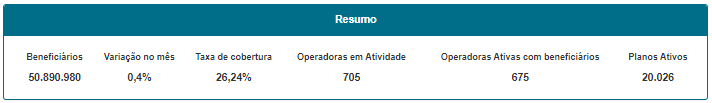 Resumo
Beneficiários Variação no mês Taxa de cobertura Operadoras em Atividade Operadoras Ativas com beneficiários Planos Ativos
50.890.980 0,4% 26,24% 705 675 20.026